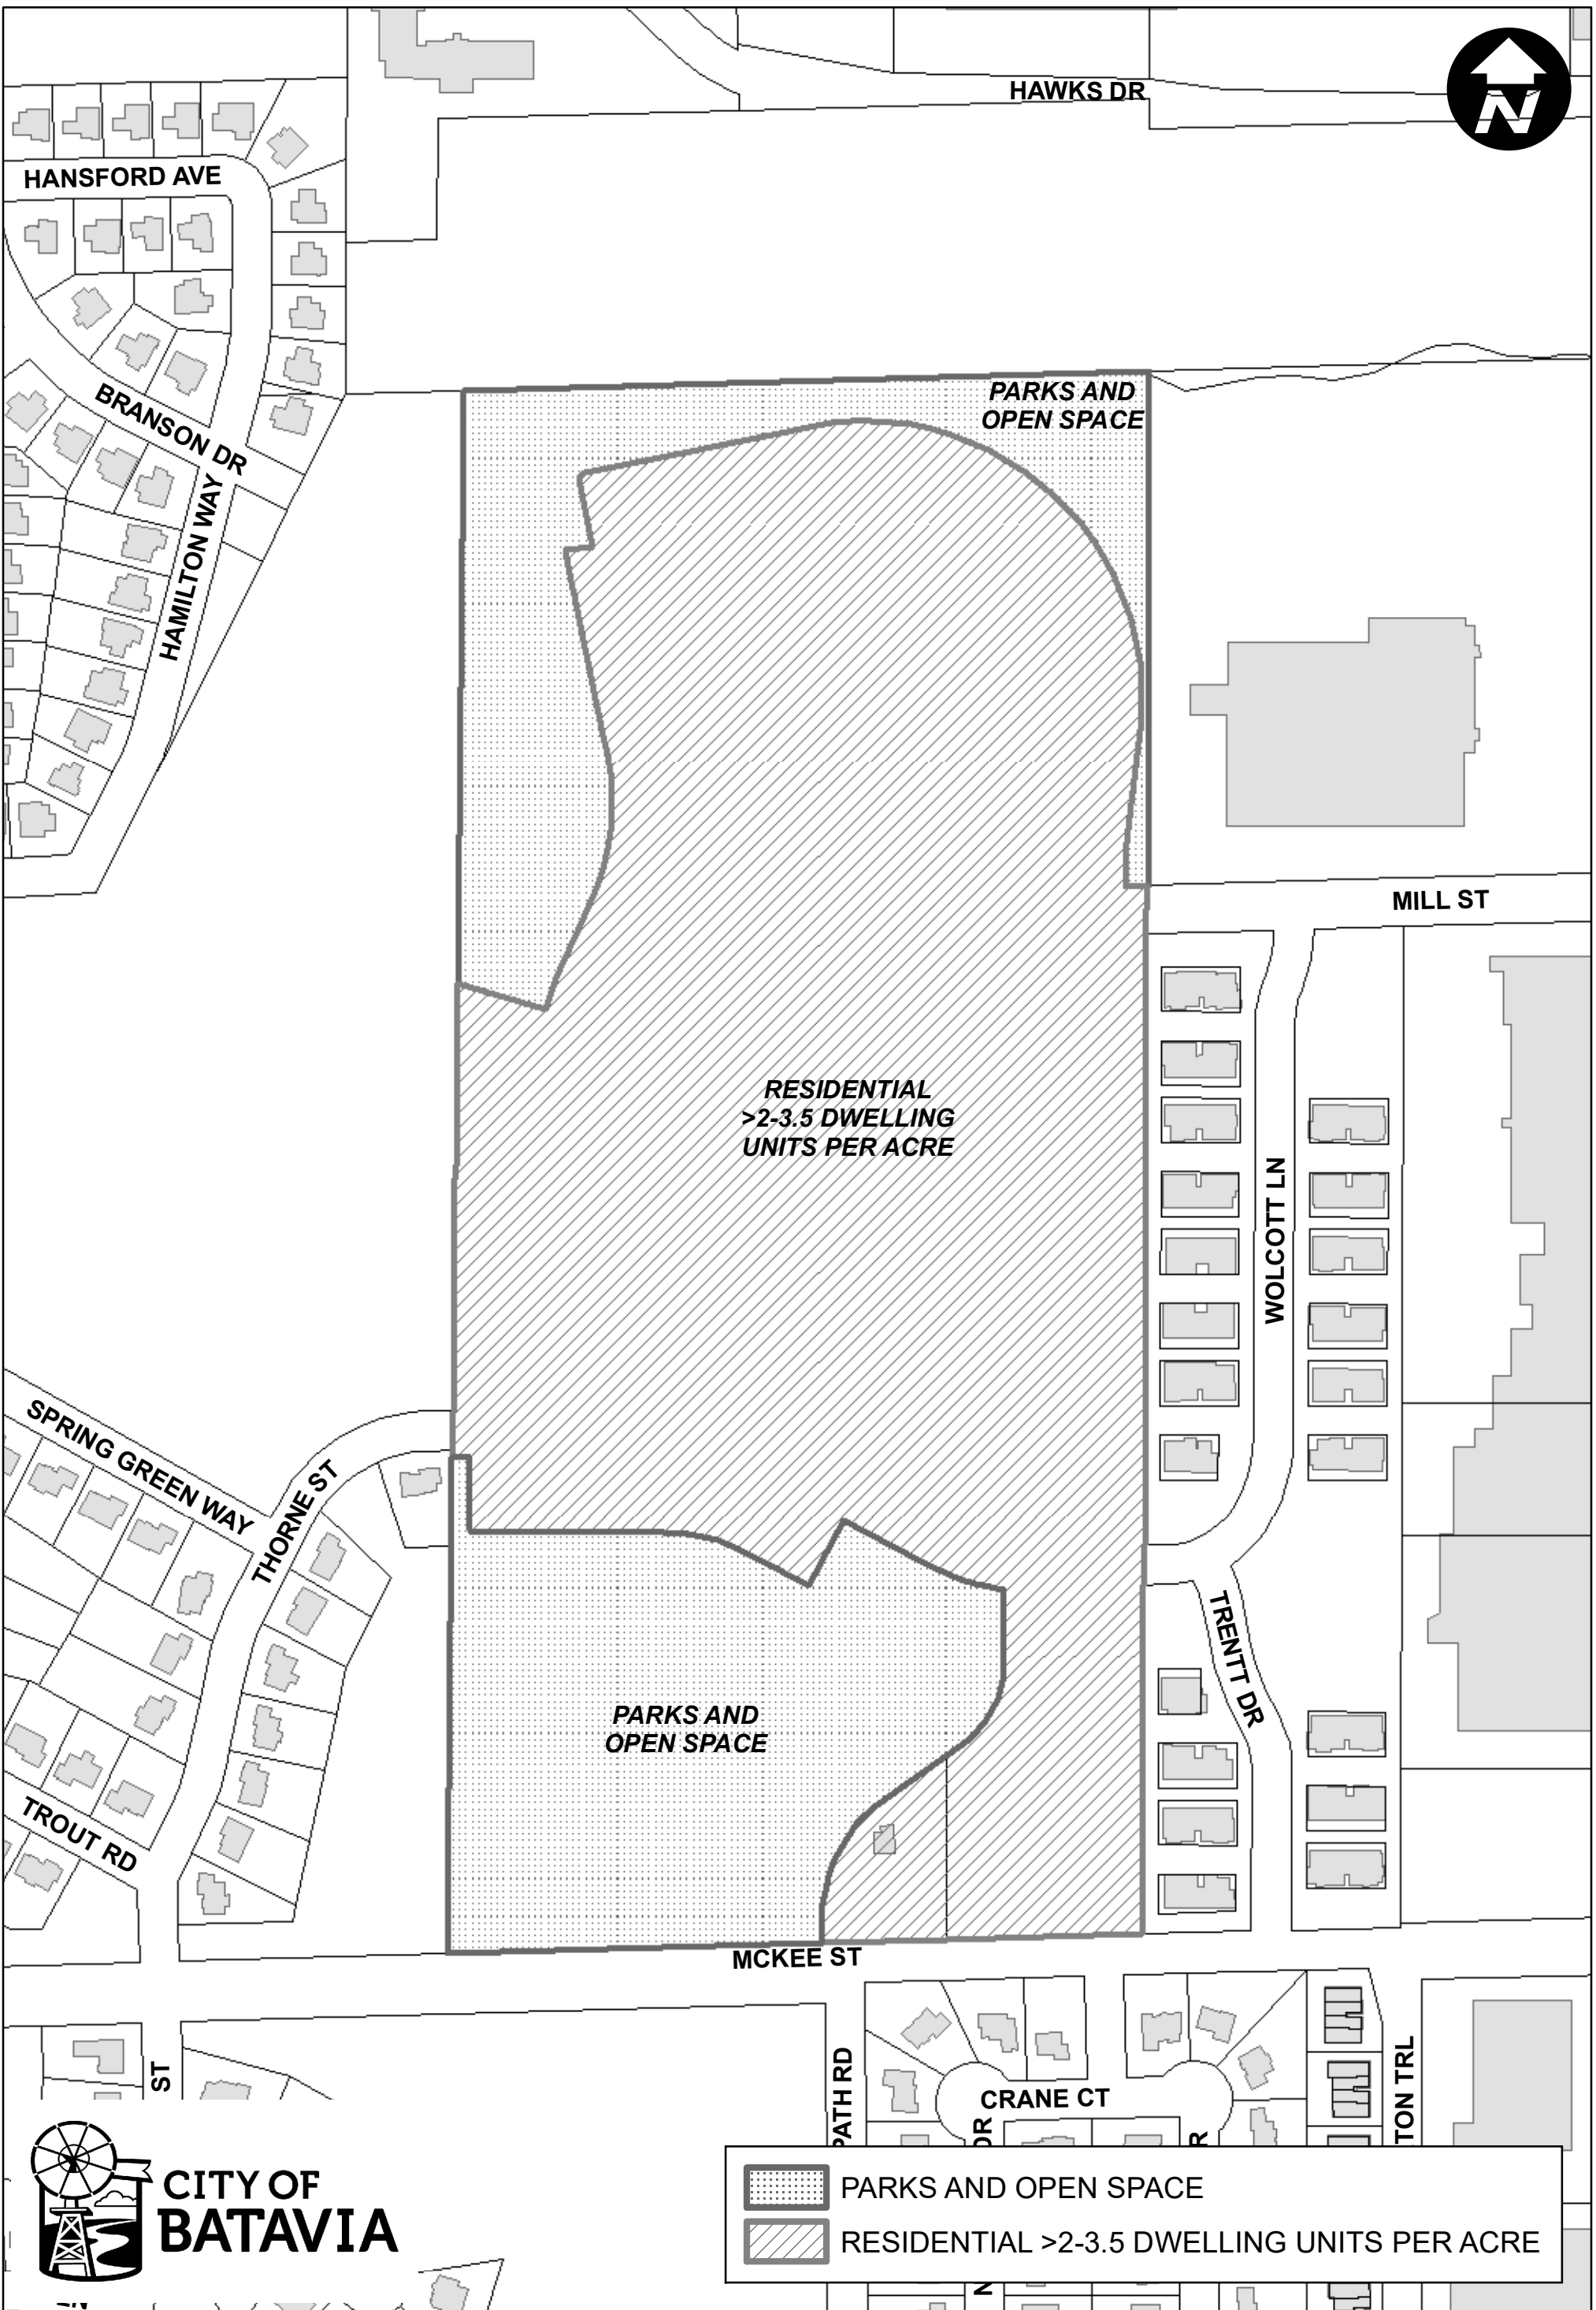 HAWKS DR
N
HANSFORD AVE
PARKS AND
OPEN SPACE
BRANSON DR
HAMILTON WAY
MILL ST
RESIDENTIAL
>2-3.5 DWELLING
UNITS PER ACRE
WOLCOTT LN
SPRING GREEN WAY
THORNE ST
TRENTT DR
PARKS AND
OPEN SPACE
TROUT RD
MCKEE ST
ST
PATH RD
CRANE CT
TON TRL
DR
R
N
CITY OF
BATAVIA
PARKS AND OPEN SPACE
RESIDENTIAL >2-3.5 DWELLING UNITS PER ACRE